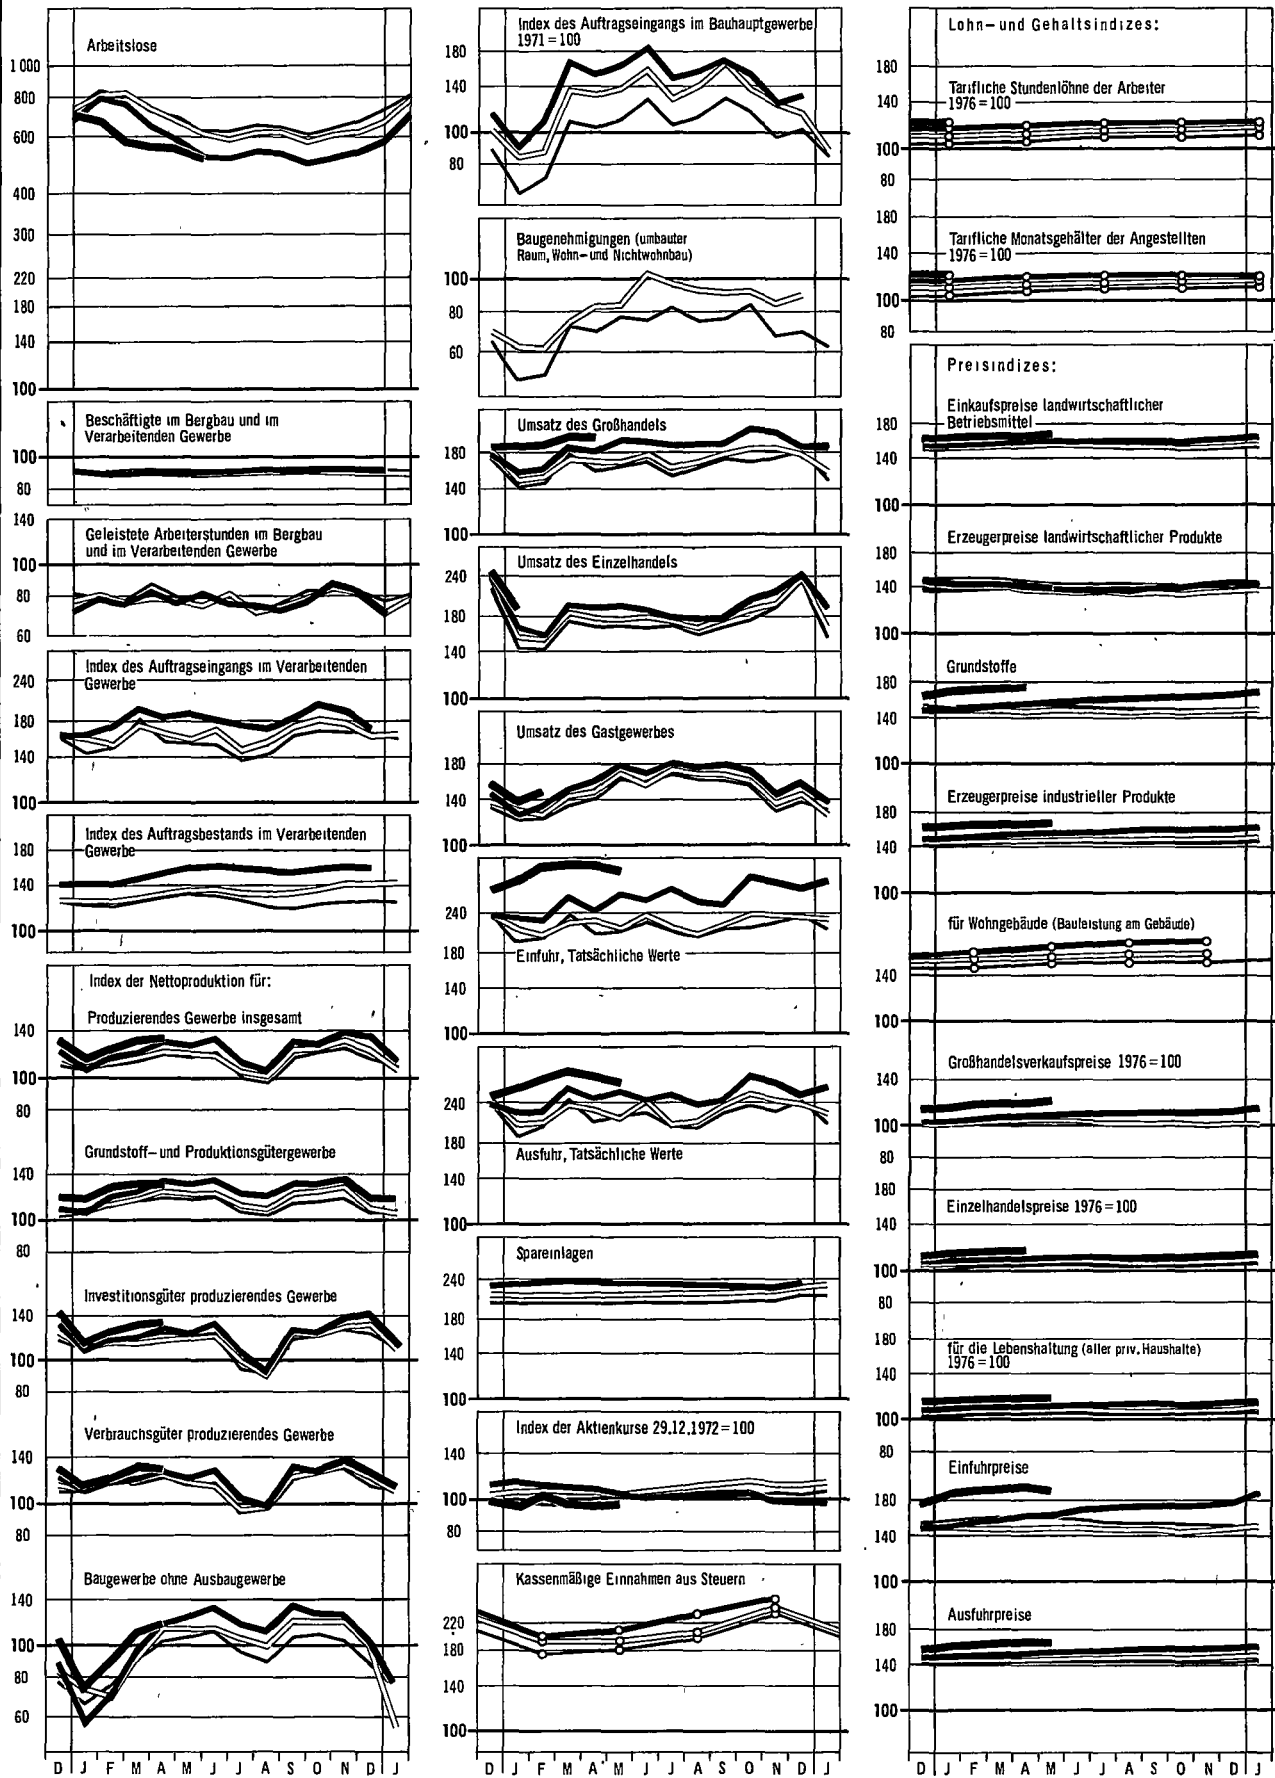 Arbeitslose
1 000
800
600
400
300
220
180
140
100
Beschäftigte im Bergbau und im
Verarbeitenden Gewerbe
100
80
140
Geleistete Arbeiterstunden im Bergbau
und im Verarbeitenden Gewerbe
100
80
60
Index des Auftragseingangs im Verarbeitenden
Gewerbe
240
180
140
100
Index des Auftragsbestands im Verarbeitenden
Gewerbe
180
140
100
Index der Nettoproduktion für:
Produzierendes Gewerbe insgesamt
140
100
80
Grundstoff- und Produktionsgütergewerbe
140
100
80
Investitionsgüter produzierendes Gewerbe
140
100
80
Verbrauchsgüter produzierendes Gewerbe
140
100
80
Baugewerbe ohne Ausbaugewerbe
140
100
80
60
D J F M A M J J A S O N D J
Index des Auftragseingangs im Bauhauptgewerbe
1971 = 100
180
140
100
80
Baugenehmigungen (umbauter
Raum, Wohn- und Nichtwohnbau)
100
80
60
Umsatz des Großhandels
180
140
100
Umsatz des Einzelhandels
240
180
140
100
Umsatz des Gastgewerbes
180
140
100
240
180
Einfuhr, Tatsächliche Werte
140
100
240
180
Ausfuhr, Tatsächliche Werte
140
100
Spareinlagen
240
180
140
100
Index der Aktienkurse 29.12.1972 = 100
140
100
80
Kassenmäßige Einnahmen aus Steuern
220
180
140
100
D J F M A M J J A S O N D J
Lohn- und Gehaltsindizes:
180
Tarifliche Stundenlöhne der Arbeiter
1976 = 100
140
100
80
180
Tarifliche Monatsgehälter der Angestellten
1976 = 100
140
100
80
Preisindizes:
Einkaufspreise landwirtschaftlicher
Betriebsmittel
180
140
100
Erzeugerpreise landwirtschaftlicher Produkte
180
140
100
Grundstoffe
180
140
100
Erzeugerpreise industrieller Produkte
180
140
100
für Wohngebäude (Bauleistung am Gebäude)
140
100
Großhandelsverkaufspreise 1976 = 100
140
100
80
180
Einzelhandelspreise 1976 = 100
140
100
80
180
für die Lebenshaltung (aller priv. Haushalte)
1976 = 100
140
100
80
Einfuhrpreise
180
140
100
Ausfuhrpreise
180
140
100
D J F M A M J J A S O N D J